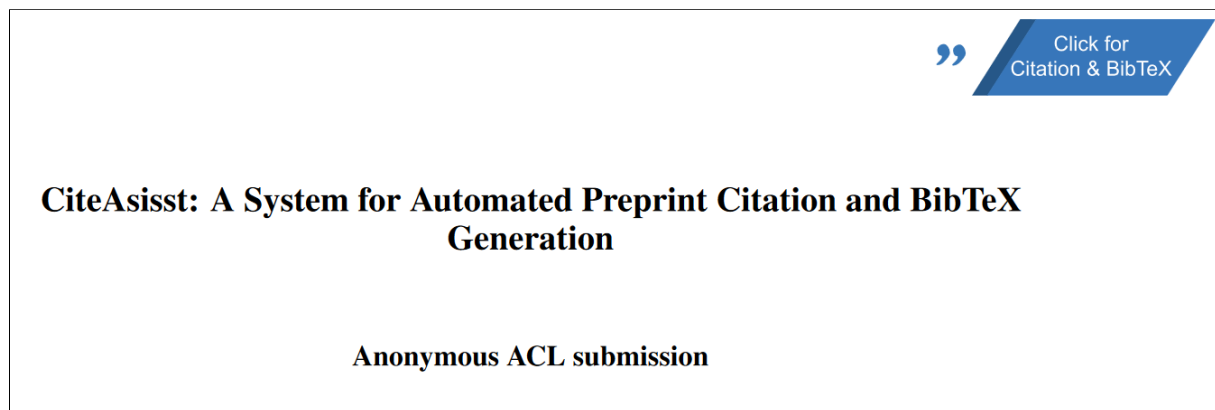 ”
Click for
Citation & BibTeX
CiteAsisst: A System for Automated Preprint Citation and BibTeX
Generation
Anonymous ACL submission